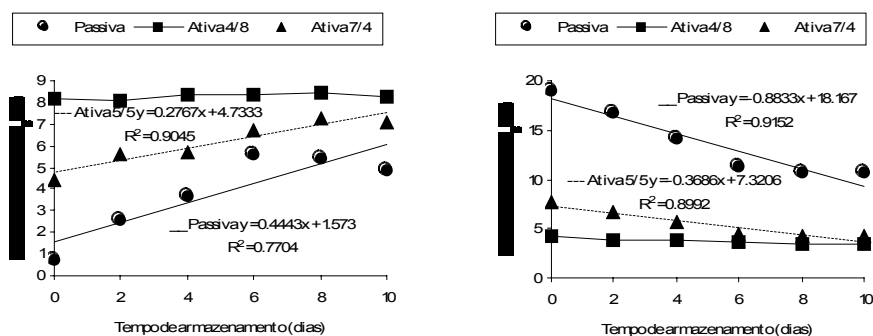 Passiva Ativa4/8 Ativa7/4
9
8
7
6
5
4
3
2
1
0
Ativa5/5y=0.2767x+4.7333
R²=0.9045
Passivay=0.4443x+1.573
R²=0.7704
0 2 4 6 8 10
Tempodearmazenamento(dias)
Passiva Ativa4/8 Ativa7/4
20
15
10
5
0
__Passivay=-0.8833x+18.167
R²=0.9152
Ativa5/5y=-0.3686x+7.3206
R²=0.8992
0 2 4 6 8 10
Tempodearmazenamento(dias)